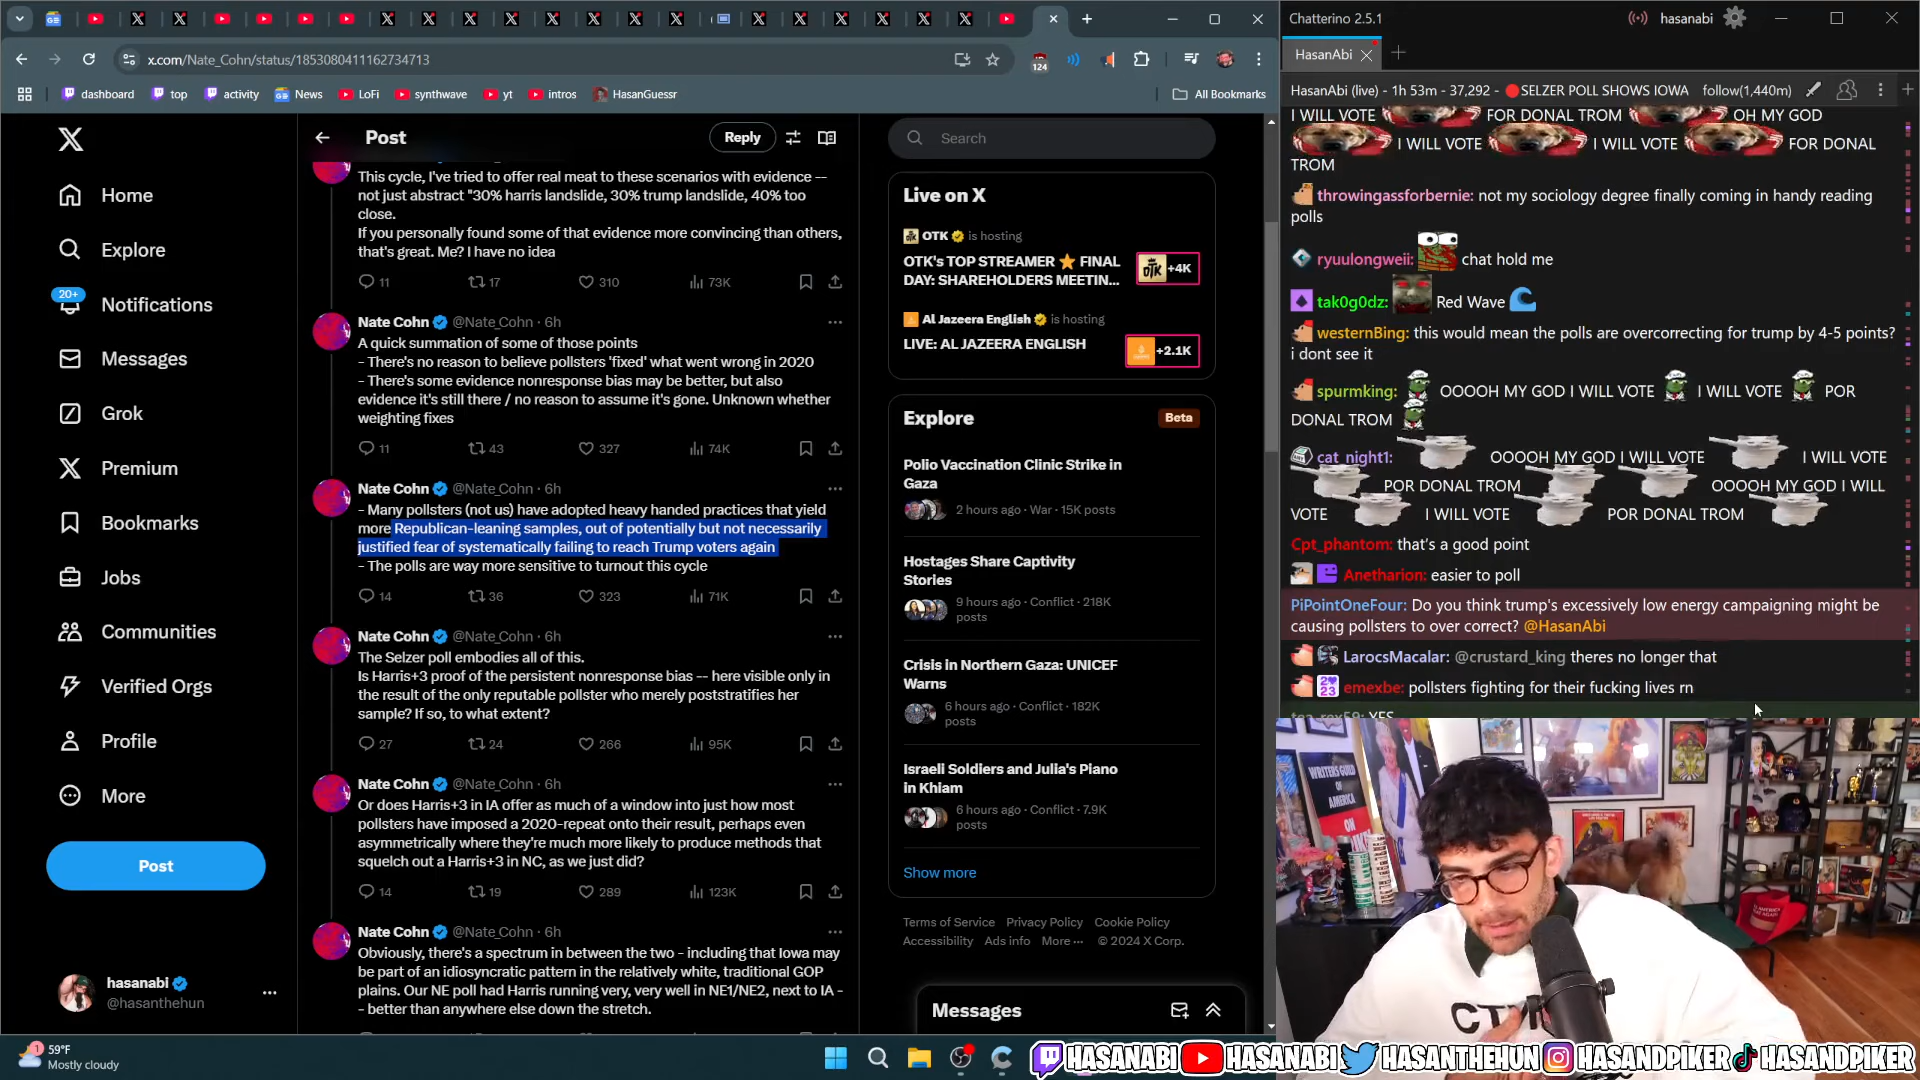 x.com/Nate_Cohn/status/1853080411162734713
124
dashboard
top
activity
News
LoFi
synthwave
yt
intros
HasanGuessr
All Bookmarks
Home
Explore
20+
Notifications
Messages
Grok
Premium
Bookmarks
Jobs
Communities
Verified Orgs
Profile
More
Post
hasanabi
@hasanthehun
Post
Reply
This cycle, I've tried to offer real meat to these scenarios with evidence --
not just abstract "30% harris landslide, 30% trump landslide, 40% too
close.
If you personally found some of that evidence more convincing than others,
that's great. Me? I have no idea
11 17 310 73K
Nate Cohn @Nate_Cohn · 6h
A quick summation of some of those points
- There's no reason to believe pollsters 'fixed' what went wrong in 2020
- There's some evidence nonresponse bias may be better, but also
evidence it's still there / no reason to assume it's gone. Unknown whether
weighting fixes
11 43 327 74K
Nate Cohn @Nate_Cohn · 6h
- Many pollsters (not us) have adopted heavy handed practices that yield
more Republican-leaning samples, out of potentially but not necessarily
justified fear of systematically failing to reach Trump voters again
- The polls are way more sensitive to turnout this cycle
14 36 323 71K
Nate Cohn @Nate_Cohn · 6h
The Selzer poll embodies all of this.
Is Harris+3 proof of the persistent nonresponse bias -- here visible only in
the result of the only reputable pollster who merely poststratifies her
sample? If so, to what extent?
27 24 266 95K
Nate Cohn @Nate_Cohn · 6h
Or does Harris+3 in IA offer as much of a window into just how most
pollsters have imposed a 2020-repeat onto their result, perhaps even
asymmetrically where they're much more likely to produce methods that
squelch out a Harris+3 in NC, as we just did?
14 19 289 123K
Nate Cohn @Nate_Cohn · 6h
Obviously, there's a spectrum in between the two - including that Iowa may
be part of an idiosyncratic pattern in the relatively white, traditional GOP
plains. Our NE poll had Harris running very, very well in NE1/NE2, next to IA -
- better than anywhere else down the stretch.
Search
Live on X
OTK is hosting
OTK's TOP STREAMER ⭐ FINAL
DAY: SHAREHOLDERS MEETIN...
+4K
Al Jazeera English is hosting
LIVE: AL JAZEERA ENGLISH
+2.1K
Explore
Beta
Polio Vaccination Clinic Strike in
Gaza
2 hours ago · War · 15K posts
Hostages Share Captivity
Stories
9 hours ago · Conflict · 218K
posts
Crisis in Northern Gaza: UNICEF
Warns
6 hours ago · Conflict · 182K
posts
Israeli Soldiers and Julia's Piano
in Khiam
6 hours ago · Conflict · 7.9K
posts
Show more
Terms of Service Privacy Policy Cookie Policy
Accessibility Ads info More ··· © 2024 X Corp.
Messages
Chatterino 2.5.1
hasanabi
HasanAbi
HasanAbi (live) - 1h 53m - 37,292 - 🔴SELZER POLL SHOWS IOWA
follow(1,440m)
I WILL VOTE FOR DONAL TROM OH MY GOD
I WILL VOTE I WILL VOTE FOR DONAL
TROM
throwingassforbernie: not my sociology degree finally coming in handy reading
polls
ryuulongweii: chat hold me
tak0g0dz: Red Wave 🌊
westernBing: this would mean the polls are overcorrecting for trump by 4-5 points?
i dont see it
spurmking: OOOOH MY GOD I WILL VOTE I WILL VOTE POR
DONAL TROM
cat_night1: OOOOH MY GOD I WILL VOTE I WILL VOTE
POR DONAL TROM OOOOH MY GOD I WILL
VOTE I WILL VOTE POR DONAL TROM
Cpt_phantom: that's a good point
Anetharion: easier to poll
PiPointOneFour: Do you think trump's excessively low energy campaigning might be
causing pollsters to over correct? @HasanAbi
LarocsMacalar: @crustard_king theres no longer that
emexbe: pollsters fighting for their fucking lives rn
WRITERS GUILD
OF
AMERICA
ON
1
59°F
Mostly cloudy
HASANABI HASANABI HASANTHEHUN HASANDPIKER HASANDPIKER